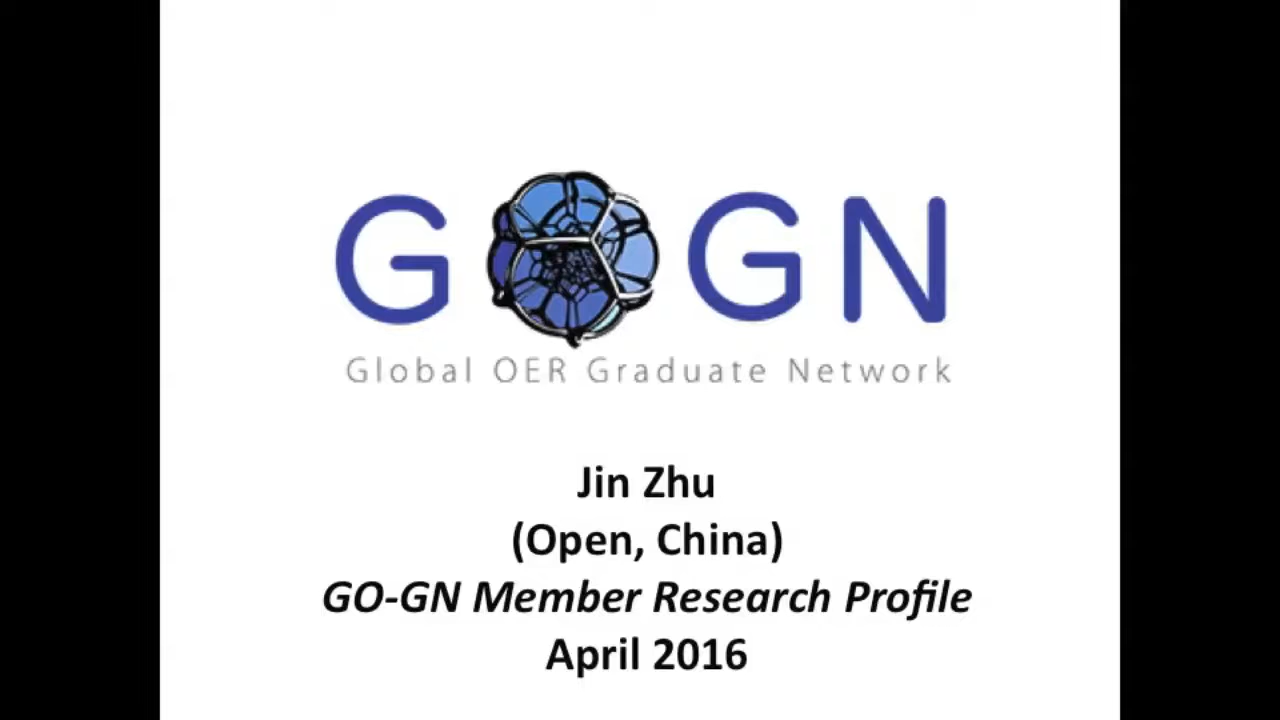 GOGN
Global OER Graduate Network
Jin Zhu
(Open, China)
GO-GN Member Research Profile
April 2016